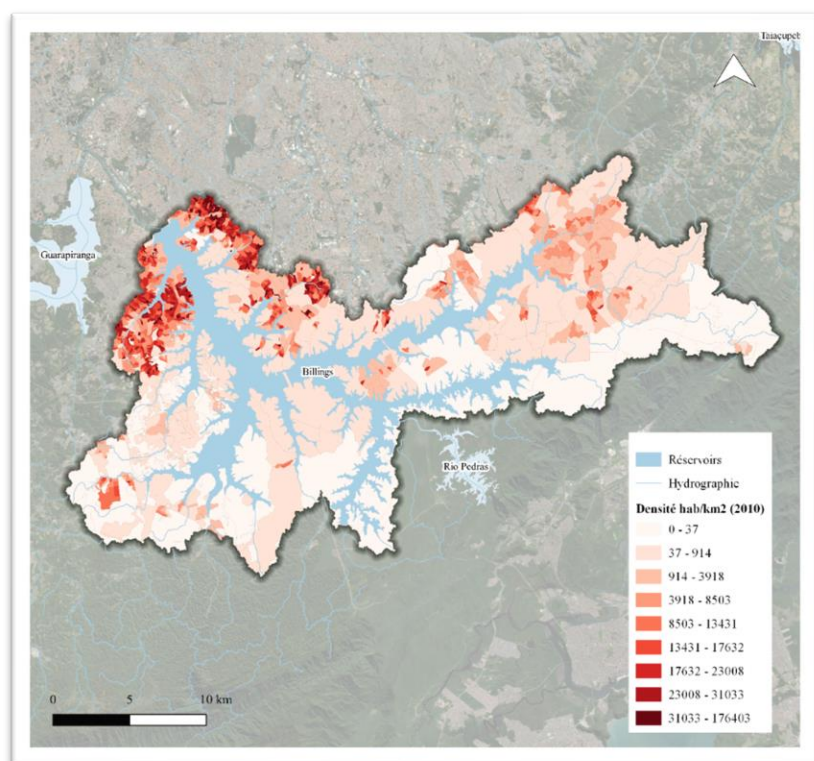 Taiaçupeb
Guarapiranga
Billings
Rio Pedras
Réservoirs
Hydrographie
Densité hab/km2 (2010)
0 - 37
37 - 914
914 - 3918
3918 - 8503
8503 - 13431
13431 - 17632
17632 - 23008
23008 - 31033
31033 - 176403
0 5 10 km